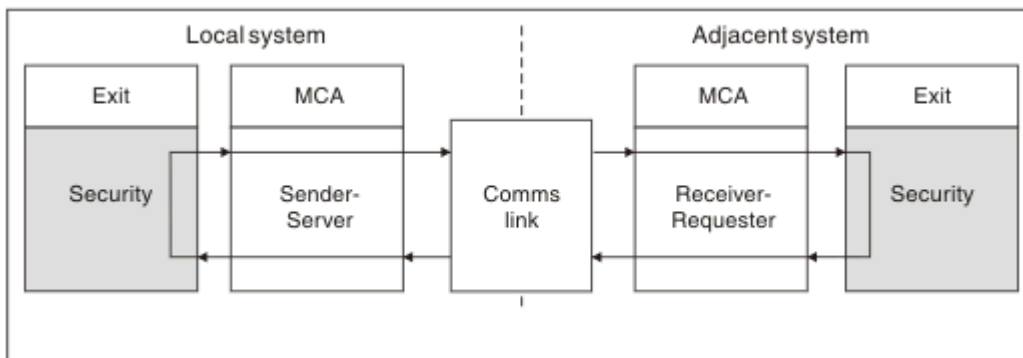 Local system
Adjacent system
Exit
MCA
MCA
Exit
Security
Sender-
Server
Comms
link
Receiver-
Requester
Security